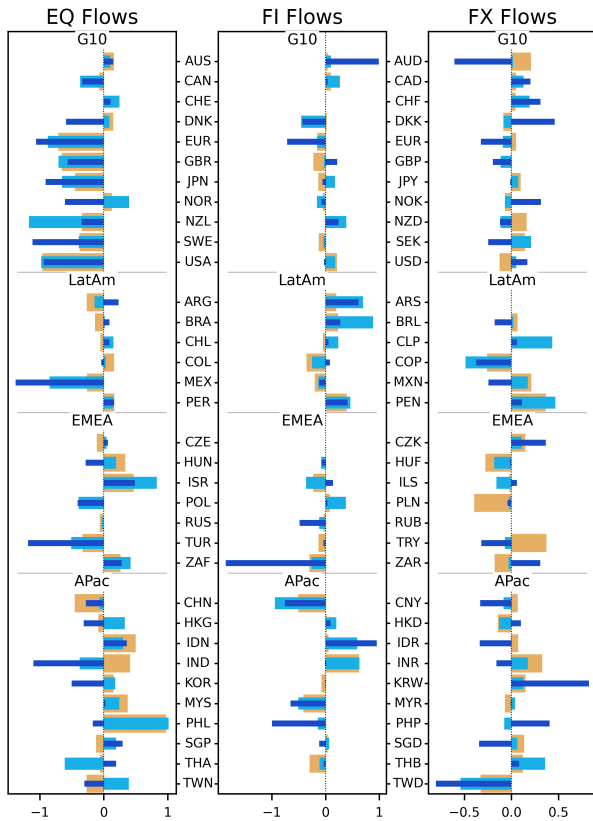 EQ Flows FI Flows FX Flows
G10 G10 G10
AUS AUD
CAN CAD
CHE CHF
DNK DKK
EUR EUR
GBR GBP
JPN JPY
NOR NOK
NZL NZD
SWE SEK
USA USD
LatAm LatAm LatAm
ARG ARS
BRA BRL
CHL CLP
COL COP
MEX MXN
PER PEN
EMEA EMEA EMEA
CZE CZK
HUN HUF
ISR ILS
POL PLN
RUS RUB
TUR TRY
ZAF ZAR
APac APac APac
CHN CNY
HKG HKD
IDN IDR
IND INR
KOR KRW
MYS MYR
PHL PHP
SGP SGD
THA THB
TWN TWD
−1 0 1 −1 0 1 −0.5 0.0 0.5